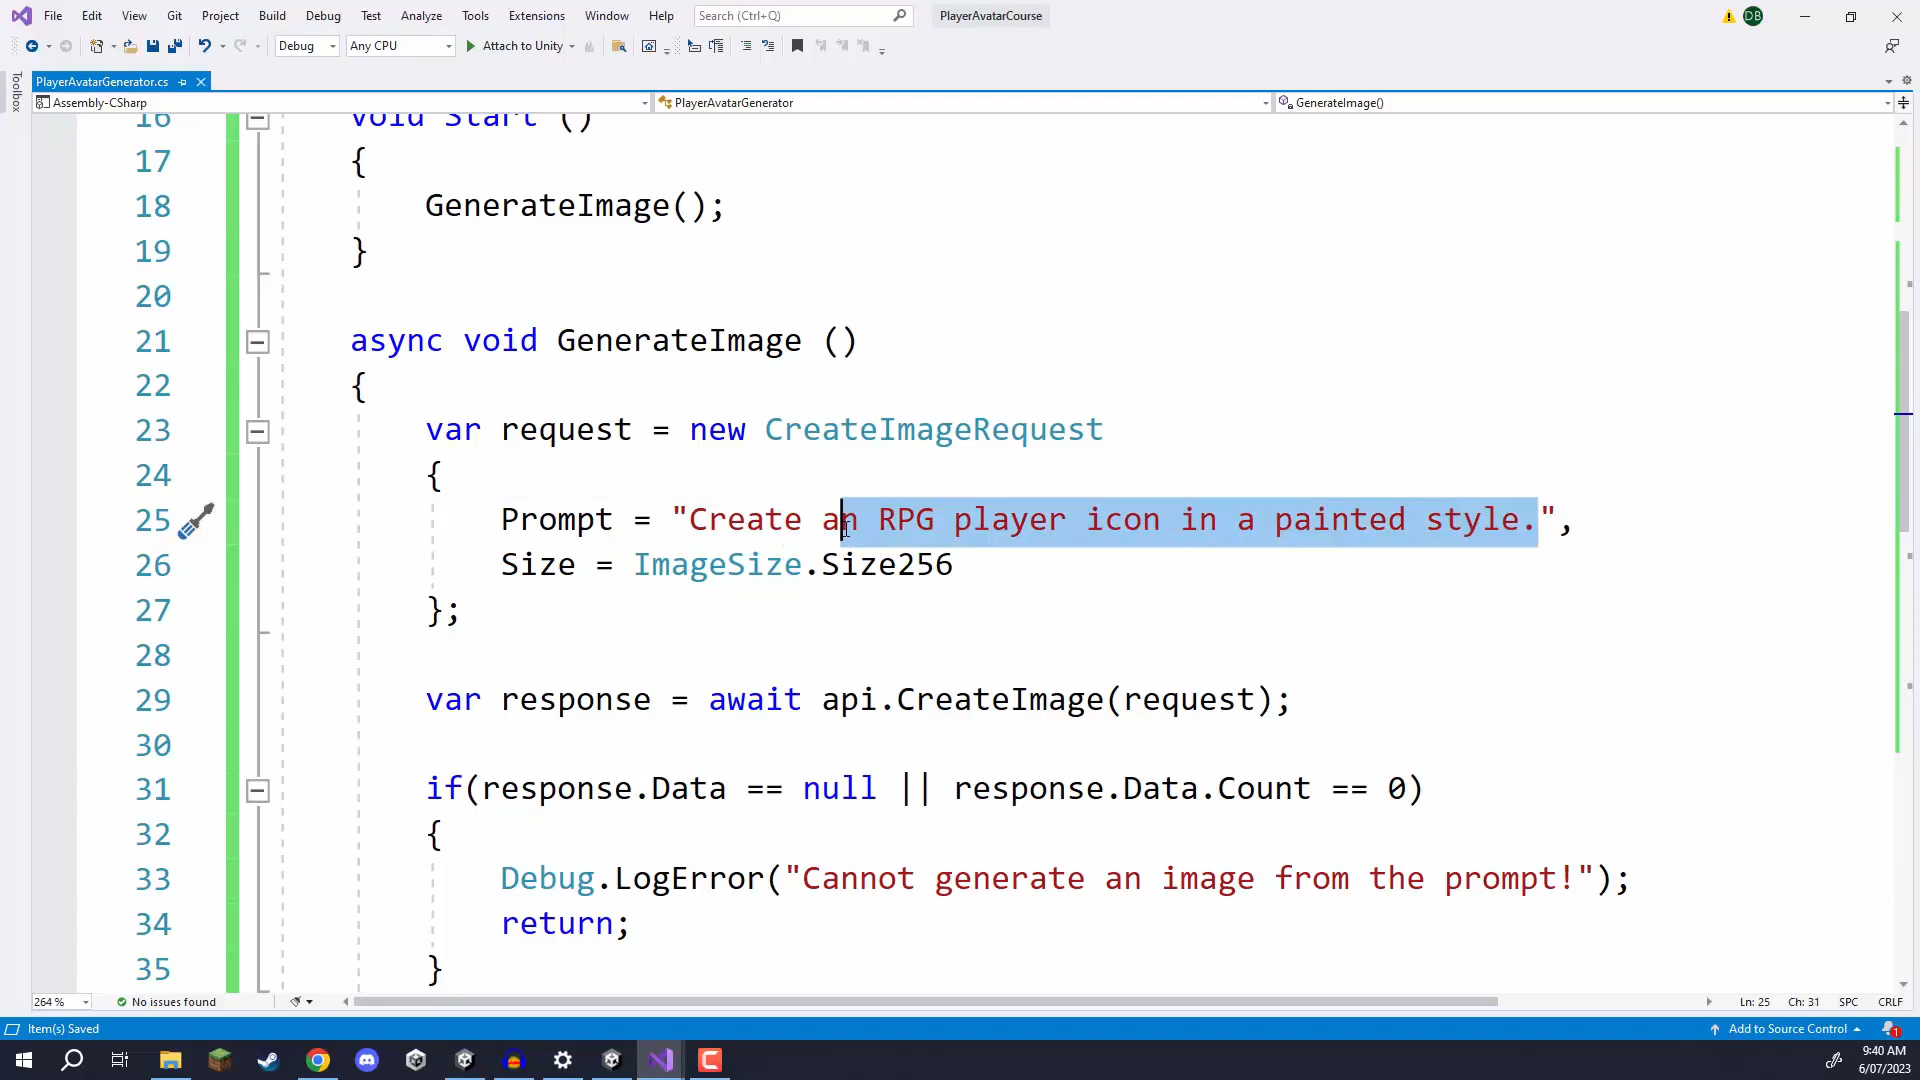 File Edit View Git Project Build Debug Test Analyze Tools Extensions Window Help Search (Ctrl+Q) PlayerAvatarCourse DB
Debug Any CPU Attach to Unity
Toolbox
PlayerAvatarGenerator.cs
Assembly-CSharp PlayerAvatarGenerator GenerateImage()
16 void Start ()
17 {
18 GenerateImage();
19 }
20
21 async void GenerateImage ()
22 {
23 var request = new CreateImageRequest
24 {
25 Prompt = "Create an RPG player icon in a painted style.",
26 Size = ImageSize.Size256
27 };
28
29 var response = await api.CreateImage(request);
30
31 if(response.Data == null || response.Data.Count == 0)
32 {
33 Debug.LogError("Cannot generate an image from the prompt!");
34 return;
35 }
264 % No issues found Ln: 25 Ch: 31 SPC CRLF
Item(s) Saved Add to Source Control 1
9:40 AM
6/07/2023